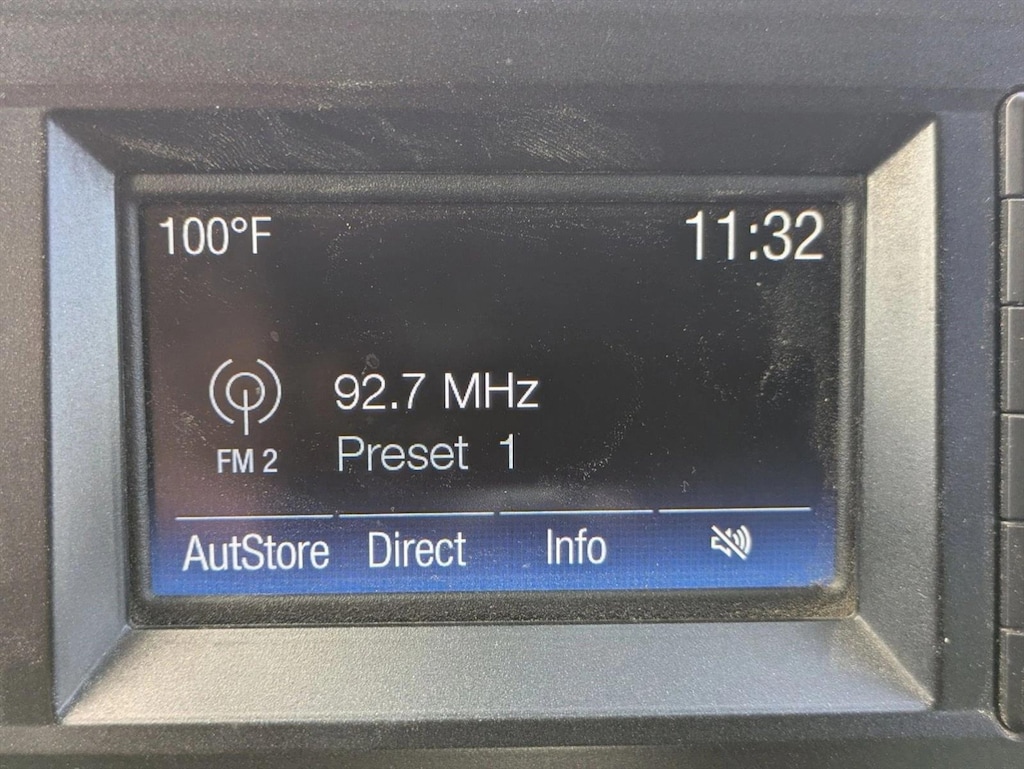 100°F 11:32
92.7 MHz
FM 2 Preset 1
AutStore Direct Info